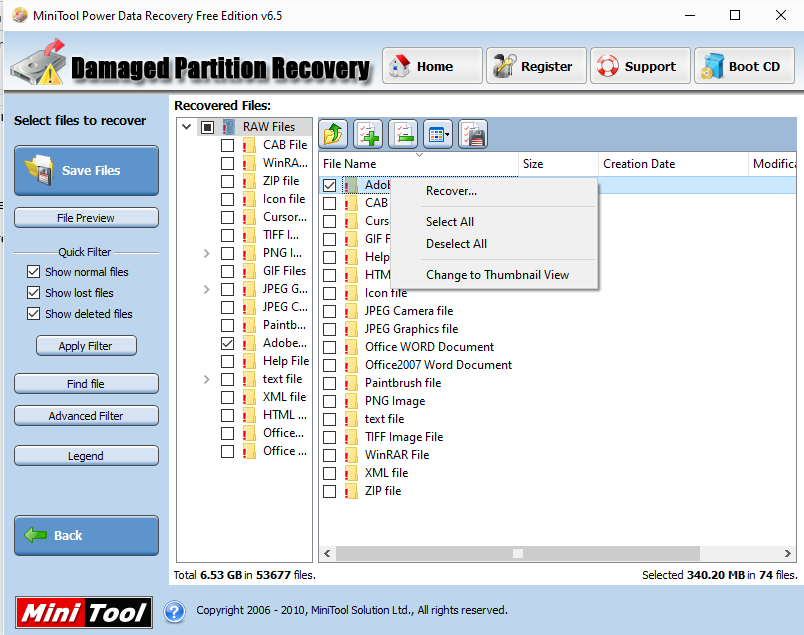 MiniTool Power Data Recovery Free Edition v6.5
Damaged Partition Recovery
Home
Register
Support
Boot CD
Select files to recover
Save Files
File Preview
Quick Filter
Show normal files
Show lost files
Show deleted files
Apply Filter
Find file
Advanced Filter
Legend
Back
Recovered Files:
RAW Files
CAB File
WinRA...
ZIP file
Icon file
Cursor...
TIFF I...
PNG I...
GIF Files
JPEG G...
JPEG C...
Paintb...
Adobe...
Help File
text file
XML file
HTML ...
Office...
Office ...
File Name Size Creation Date Modifica
Adob
CAB
Curs
GIF F
Help
HTM
Icon file
JPEG Camera file
JPEG Graphics file
Office WORD Document
Office2007 Word Document
Paintbrush file
PNG Image
text file
TIFF Image File
WinRAR File
XML file
ZIP file
Recover...
Select All
Deselect All
Change to Thumbnail View
Total 6.53 GB in 53677 files.
Selected 340.20 MB in 74 files.
Mini Tool
? Copyright 2006 - 2010, MiniTool Solution Ltd., All rights reserved.